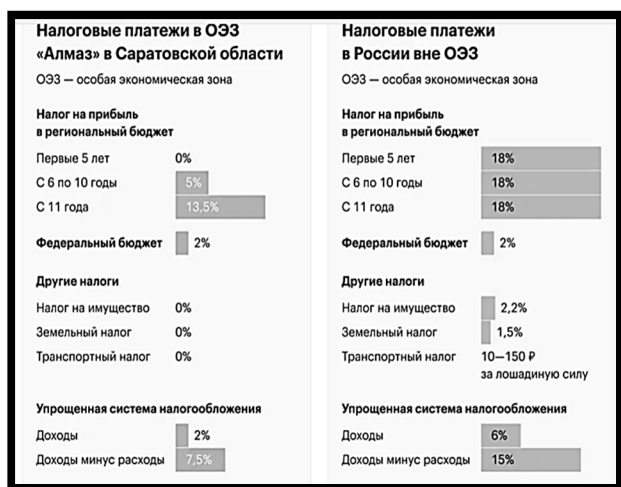 Налоговые платежи в ОЭЗ
«Алмаз» в Саратовской области
ОЭЗ — особая экономическая зона
Налог на прибыль
в региональный бюджет
Первые 5 лет 0%
С 6 по 10 годы 5%
С 11 года 13,5%
Федеральный бюджет 2%
Другие налоги
Налог на имущество 0%
Земельный налог 0%
Транспортный налог 0%
Упрощенная система налогообложения
Доходы 2%
Доходы минус расходы 7,5%
Налоговые платежи
в России вне ОЭЗ
ОЭЗ — особая экономическая зона
Налог на прибыль
в региональный бюджет
Первые 5 лет 18%
С 6 по 10 годы 18%
С 11 года 18%
Федеральный бюджет 2%
Другие налоги
Налог на имущество 2,2%
Земельный налог 1,5%
Транспортный налог 10—150 ₽
за лошадиную силу
Упрощенная система налогообложения
Доходы 6%
Доходы минус расходы 15%